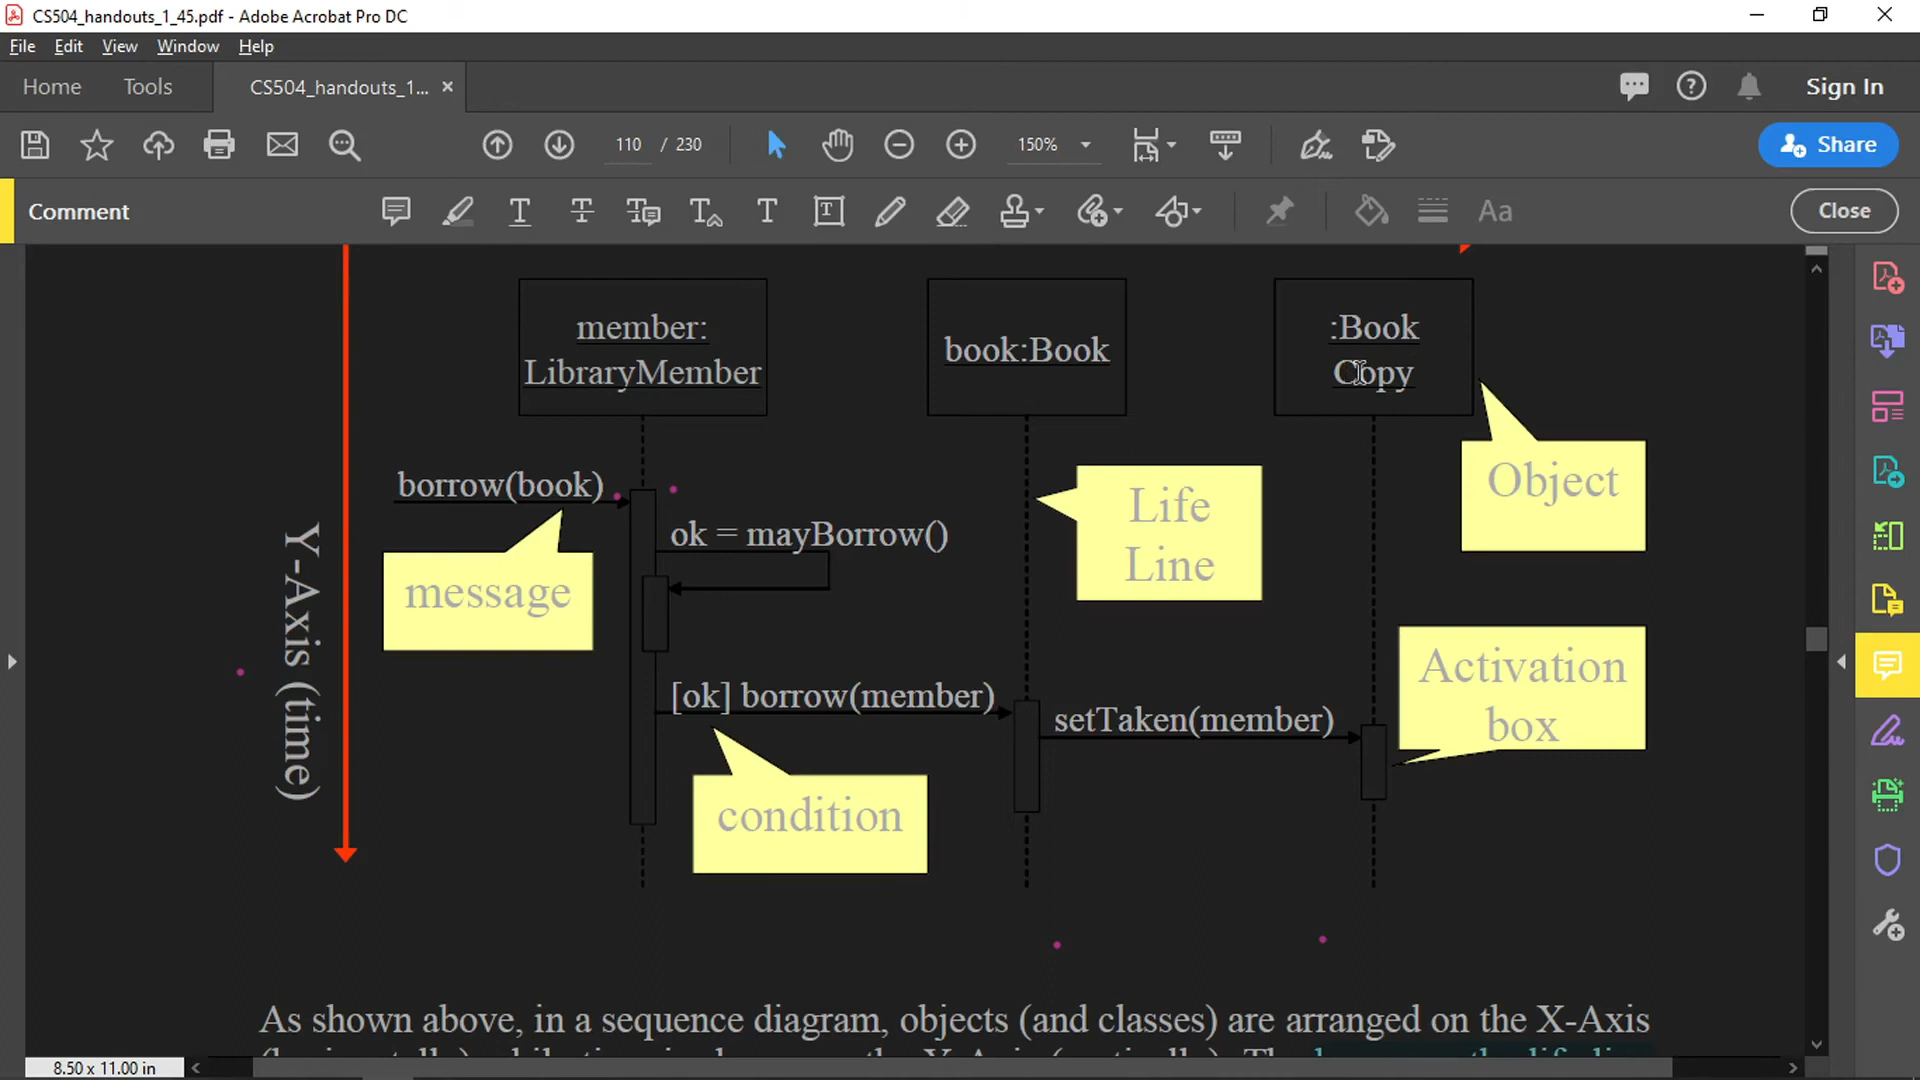 CS504_handouts_1_45.pdf - Adobe Acrobat Pro DC
File Edit View Window Help
Home Tools CS504_handouts_1... × Sign In
110 / 230 150% Share
Comment Close
member:
LibraryMember
book:Book
:Book
Copy
Object
borrow(book)
message
ok = mayBorrow()
Life
Line
Y-Axis (time)
[ok] borrow(member)
setTaken(member)
Activation
box
condition
As shown above, in a sequence diagram, objects (and classes) are arranged on the X-Axis
8.50 x 11.00 in